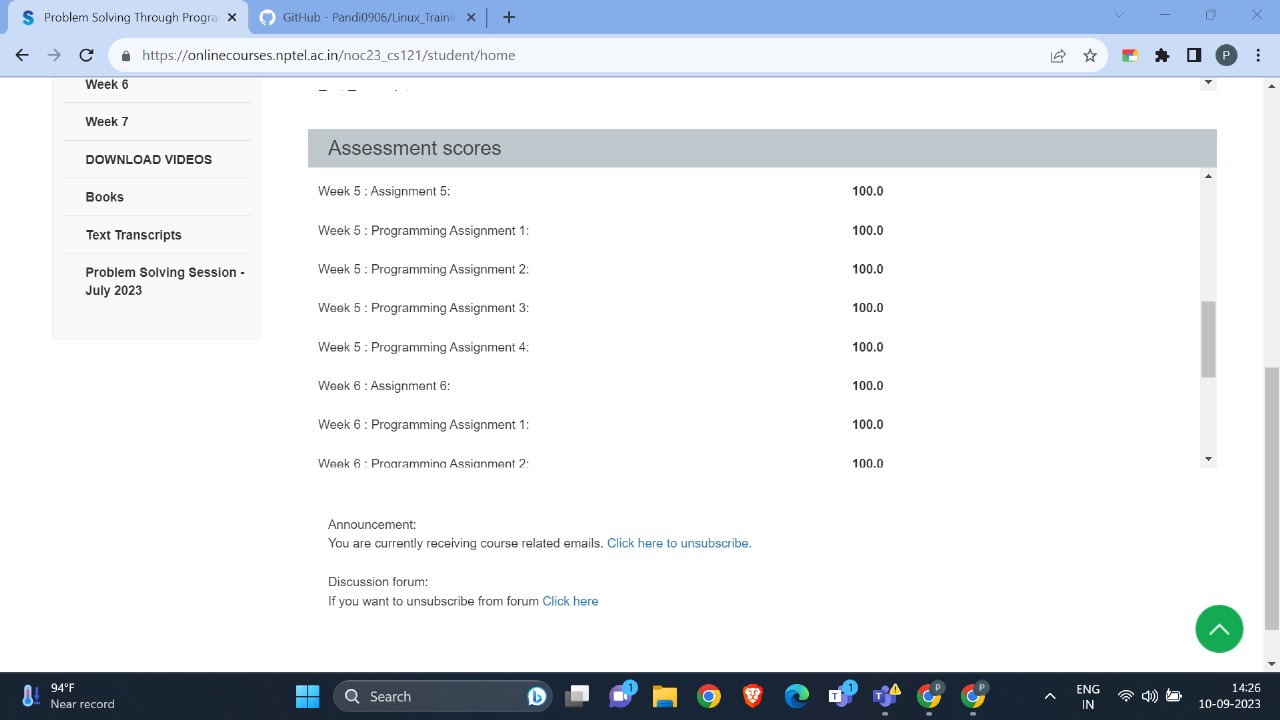 Problem Solving Through Progra
GitHub - Pandi0906/Linux_Trainin
https://onlinecourses.nptel.ac.in/noc23_cs121/student/home
P
Week 6
Week 7
DOWNLOAD VIDEOS
Books
Text Transcripts
Problem Solving Session -
July 2023
Assessment scores
Week 5 : Assignment 5: 100.0
Week 5 : Programming Assignment 1: 100.0
Week 5 : Programming Assignment 2: 100.0
Week 5 : Programming Assignment 3: 100.0
Week 5 : Programming Assignment 4: 100.0
Week 6 : Assignment 6: 100.0
Week 6 : Programming Assignment 1: 100.0
Week 6 : Programming Assignment 2: 100.0
Announcement:
You are currently receiving course related emails. Click here to unsubscribe.
Discussion forum:
If you want to unsubscribe from forum Click here
94°F
Near record
Search
1
1
P
P
ENG
IN
14:26
10-09-2023